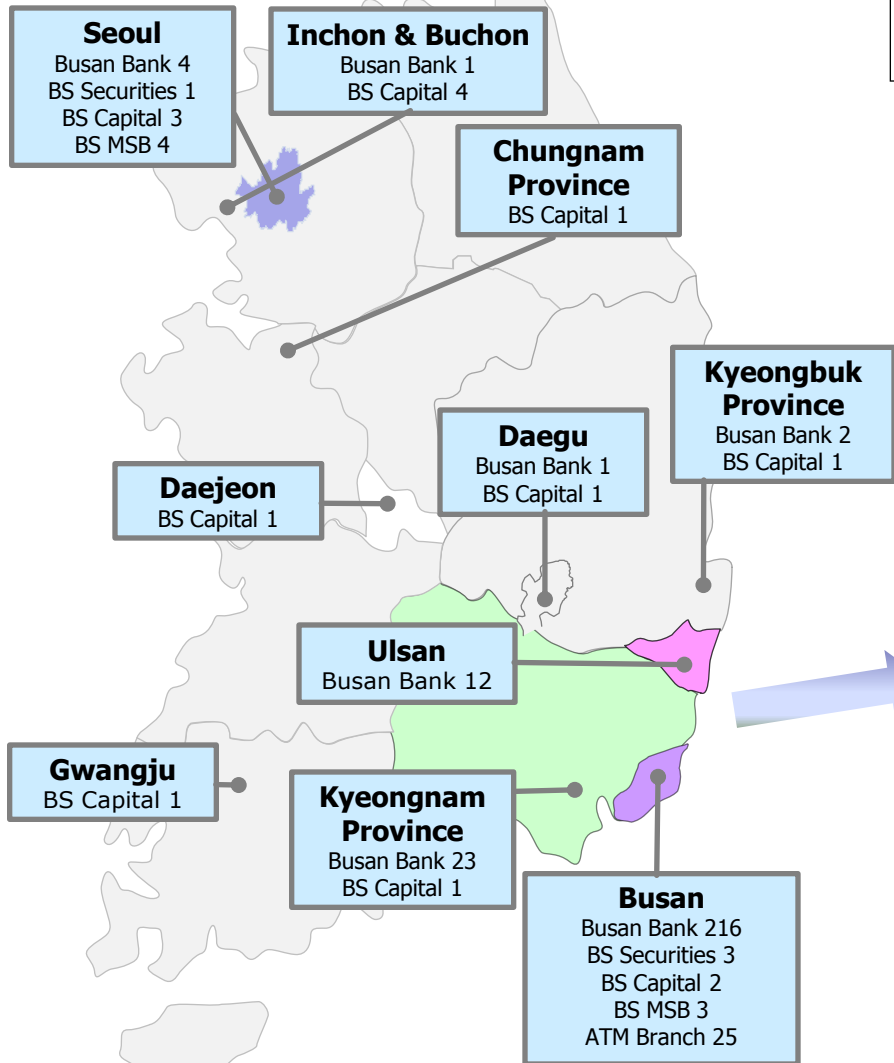 Seoul
Busan Bank 4
BS Securities 1
BS Capital 3
BS MSB 4
Inchon & Buchon
Busan Bank 1
BS Capital 4
Chungnam
Province
BS Capital 1
Kyeongbuk
Province
Busan Bank 2
BS Capital 1
Daegu
Busan Bank 1
BS Capital 1
Daejeon
BS Capital 1
Ulsan
Busan Bank 12
Gwangju
BS Capital 1
Kyeongnam
Province
Busan Bank 23
BS Capital 1
Busan
Busan Bank 216
BS Securities 3
BS Capital 2
BS MSB 3
ATM Branch 25